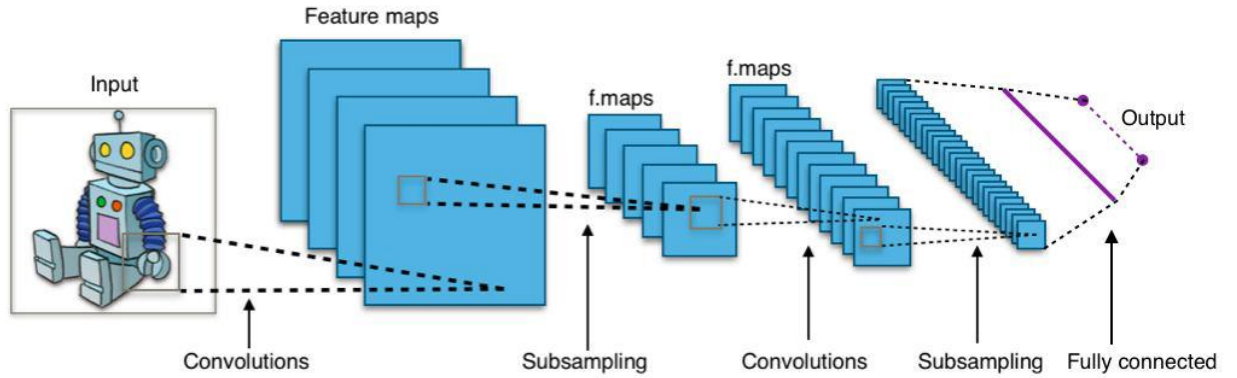 Feature maps
Input
f.maps
f.maps
Output
Convolutions
Subsampling
Convolutions
Subsampling
Fully connected